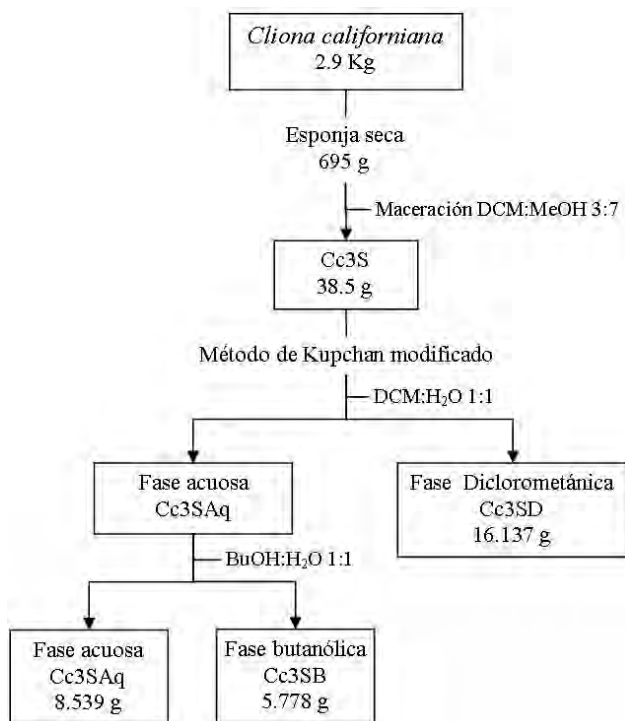 Cliona californiana
2.9 Kg
Esponja seca
695 g
Maceración DCM:MeOH 3:7
Cc3S
38.5 g
Método de Kupchan modificado
DCM:H₂O 1:1
Fase acuosa
Cc3SAq
Fase Diclorometánica
Cc3SD
16.137 g
BuOH:H₂O 1:1
Fase acuosa
Cc3SAq
8.539 g
Fase butanólica
Cc3SB
5.778 g